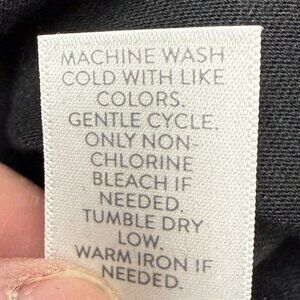 MACHINE WASH
COLD WITH LIKE
COLORS.
GENTLE CYCLE.
ONLY NON-
CHLORINE
BLEACH IF
NEEDED.
TUMBLE DRY
LOW.
WARM IRON IF
NEEDED.